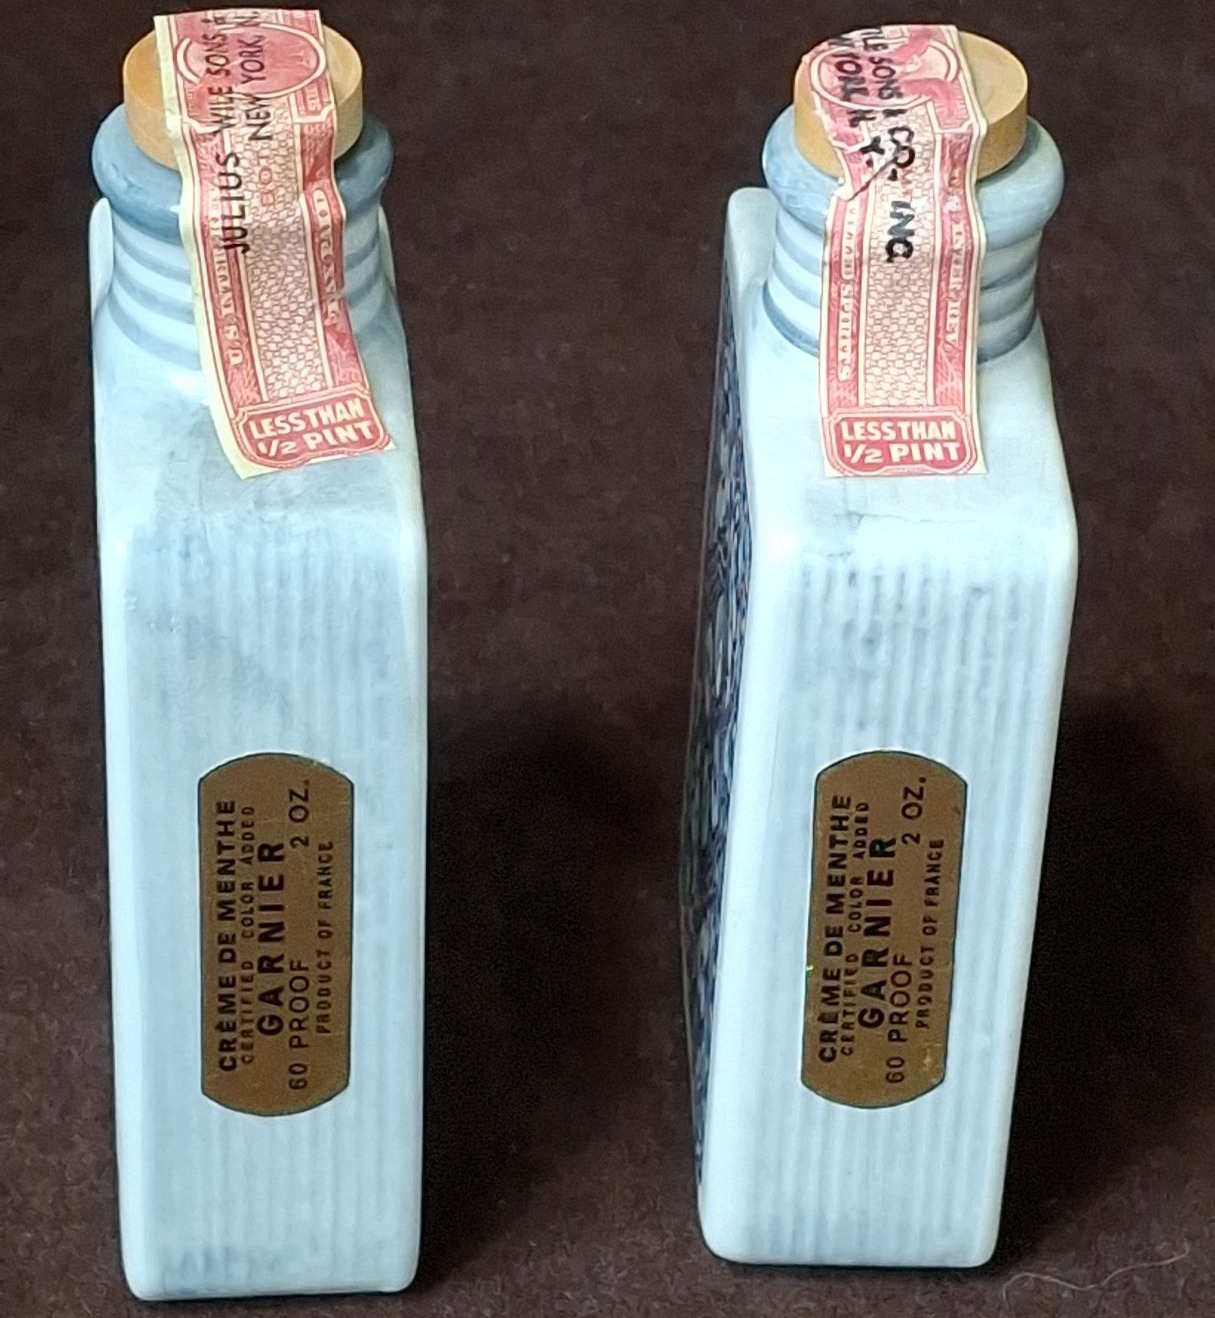 JULIUS WILE SONS &
NEW YORK, N.
LESS THAN
1/2 PINT
CRÈME DE MENTHE
CERTIFIED COLOR ADDED
GARNIER
60 PROOF 2 OZ.
PRODUCT OF FRANCE
SONS & CO. INC.
LESS THAN
1/2 PINT
CRÈME DE MENTHE
CERTIFIED COLOR ADDED
GARNIER
60 PROOF 2 OZ.
PRODUCT OF FRANCE